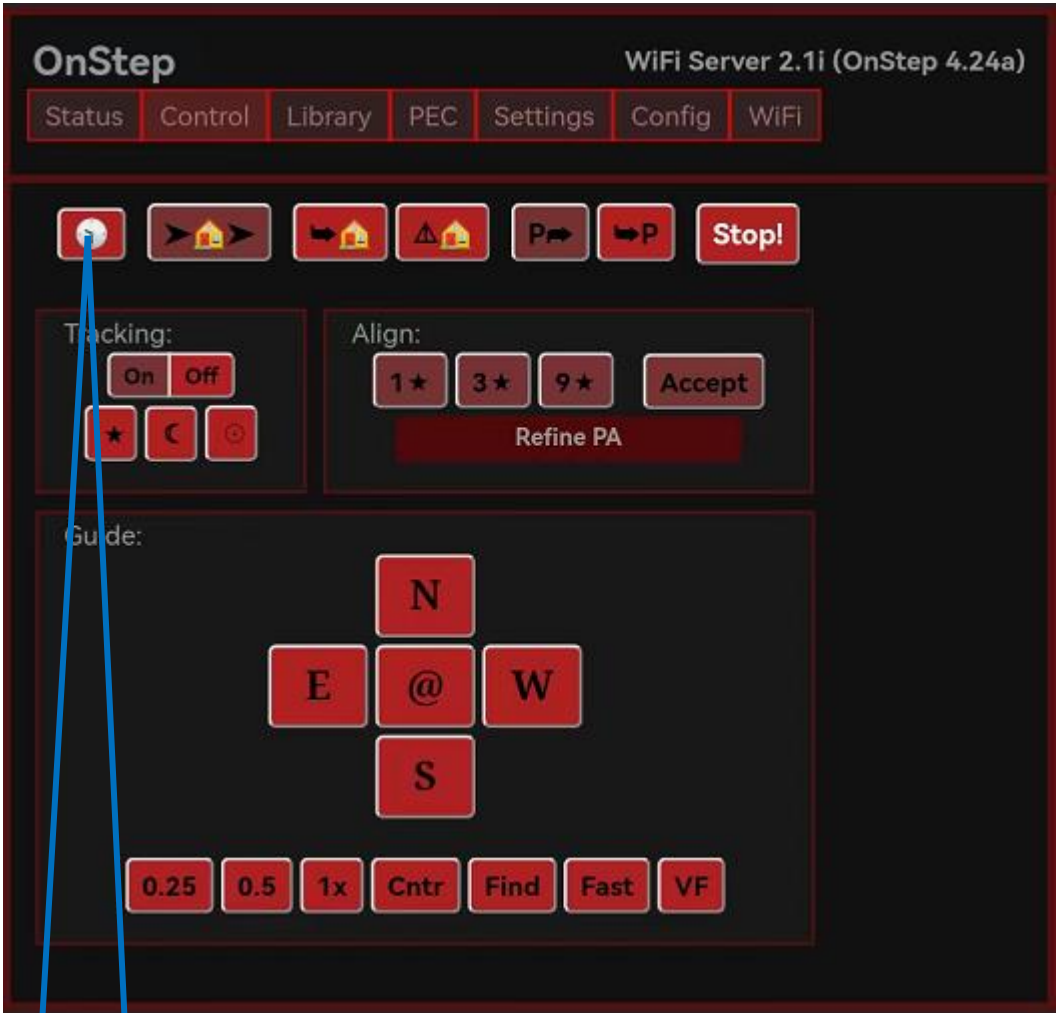 OnStep
WiFi Server 2.1i (OnStep 4.24a)
Status Control Library PEC Settings Config WiFi
P P Stop!
Tracking:
On Off
Align:
1★ 3★ 9★ Accept
Refine PA
Guide:
N
E @ W
S
0.25 0.5 1x Cntr Find Fast VF